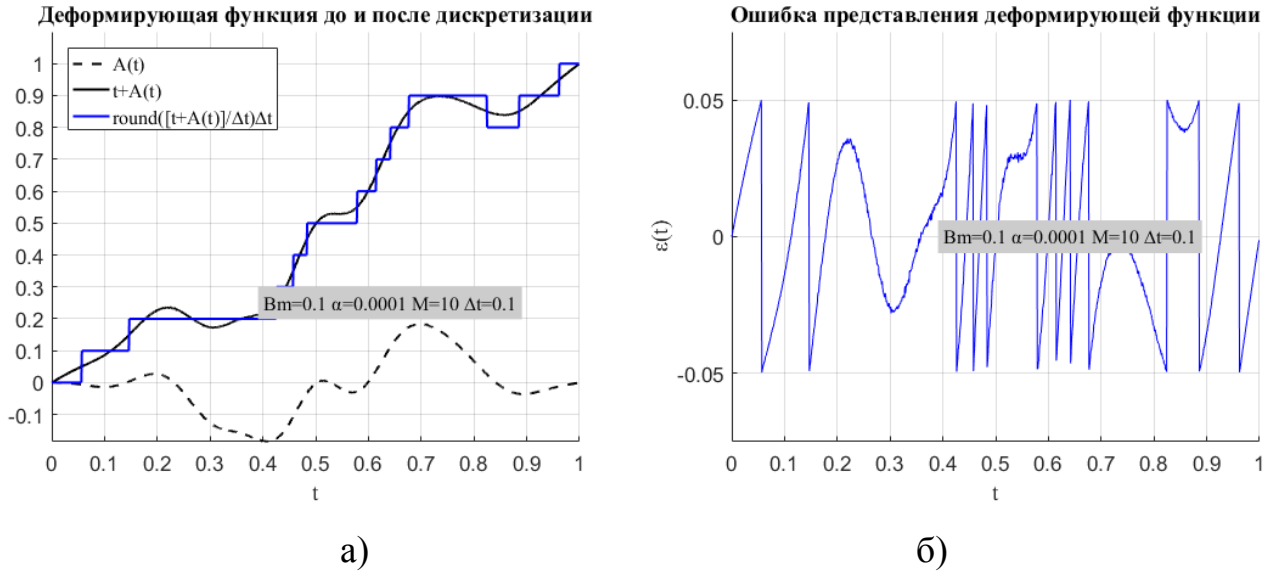 Деформирующая функция до и после дискретизации
A(t)
t+A(t)
round([t+A(t)]/Δt)Δt
1
0.9
0.8
0.7
0.6
0.5
0.4
0.3
0.2
0.1
0
-0.1
Bm=0.1 α=0.0001 M=10 Δt=0.1
0 0.1 0.2 0.3 0.4 0.5 0.6 0.7 0.8 0.9 1
t
а)
Ошибка представления деформирующей функции
0.05
0
-0.05
ε(t)
Bm=0.1 α=0.0001 M=10 Δt=0.1
0 0.1 0.2 0.3 0.4 0.5 0.6 0.7 0.8 0.9 1
t
б)